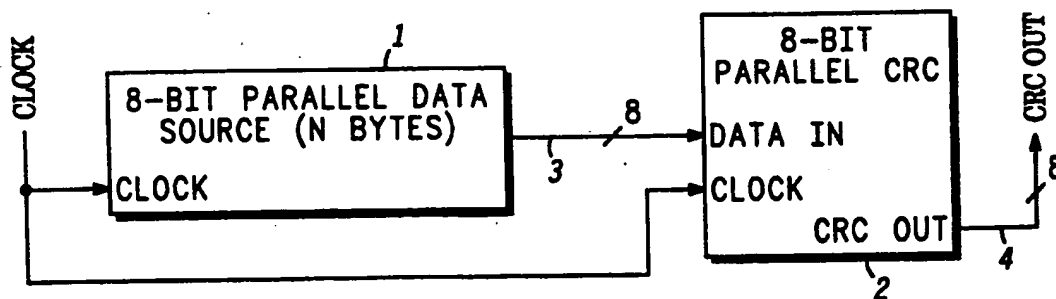 CLOCK
1
8-BIT PARALLEL DATA
SOURCE (N BYTES)
CLOCK
8
3
8-BIT
PARALLEL CRC
DATA IN
CLOCK
CRC OUT
2
4
8
CRC OUT